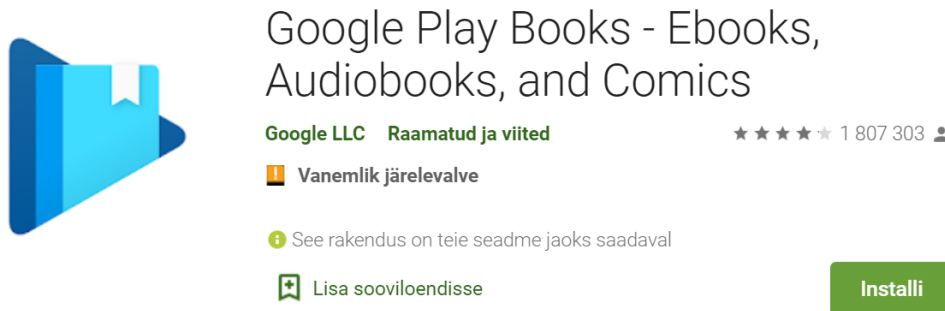 Google Play Books - Ebooks,
Audiobooks, and Comics
Google LLC Raamatud ja viited 1 807 303
Vanemlik järelevalve
See rakendus on teie seadme jaoks saadaval
Lisa sooviloendisse
Installi